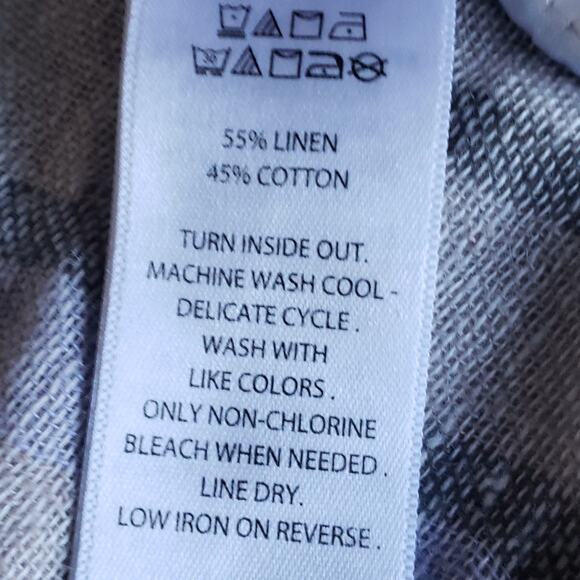 30
55% LINEN
45% COTTON
TURN INSIDE OUT.
MACHINE WASH COOL -
DELICATE CYCLE .
WASH WITH
LIKE COLORS .
ONLY NON-CHLORINE
BLEACH WHEN NEEDED .
LINE DRY.
LOW IRON ON REVERSE .